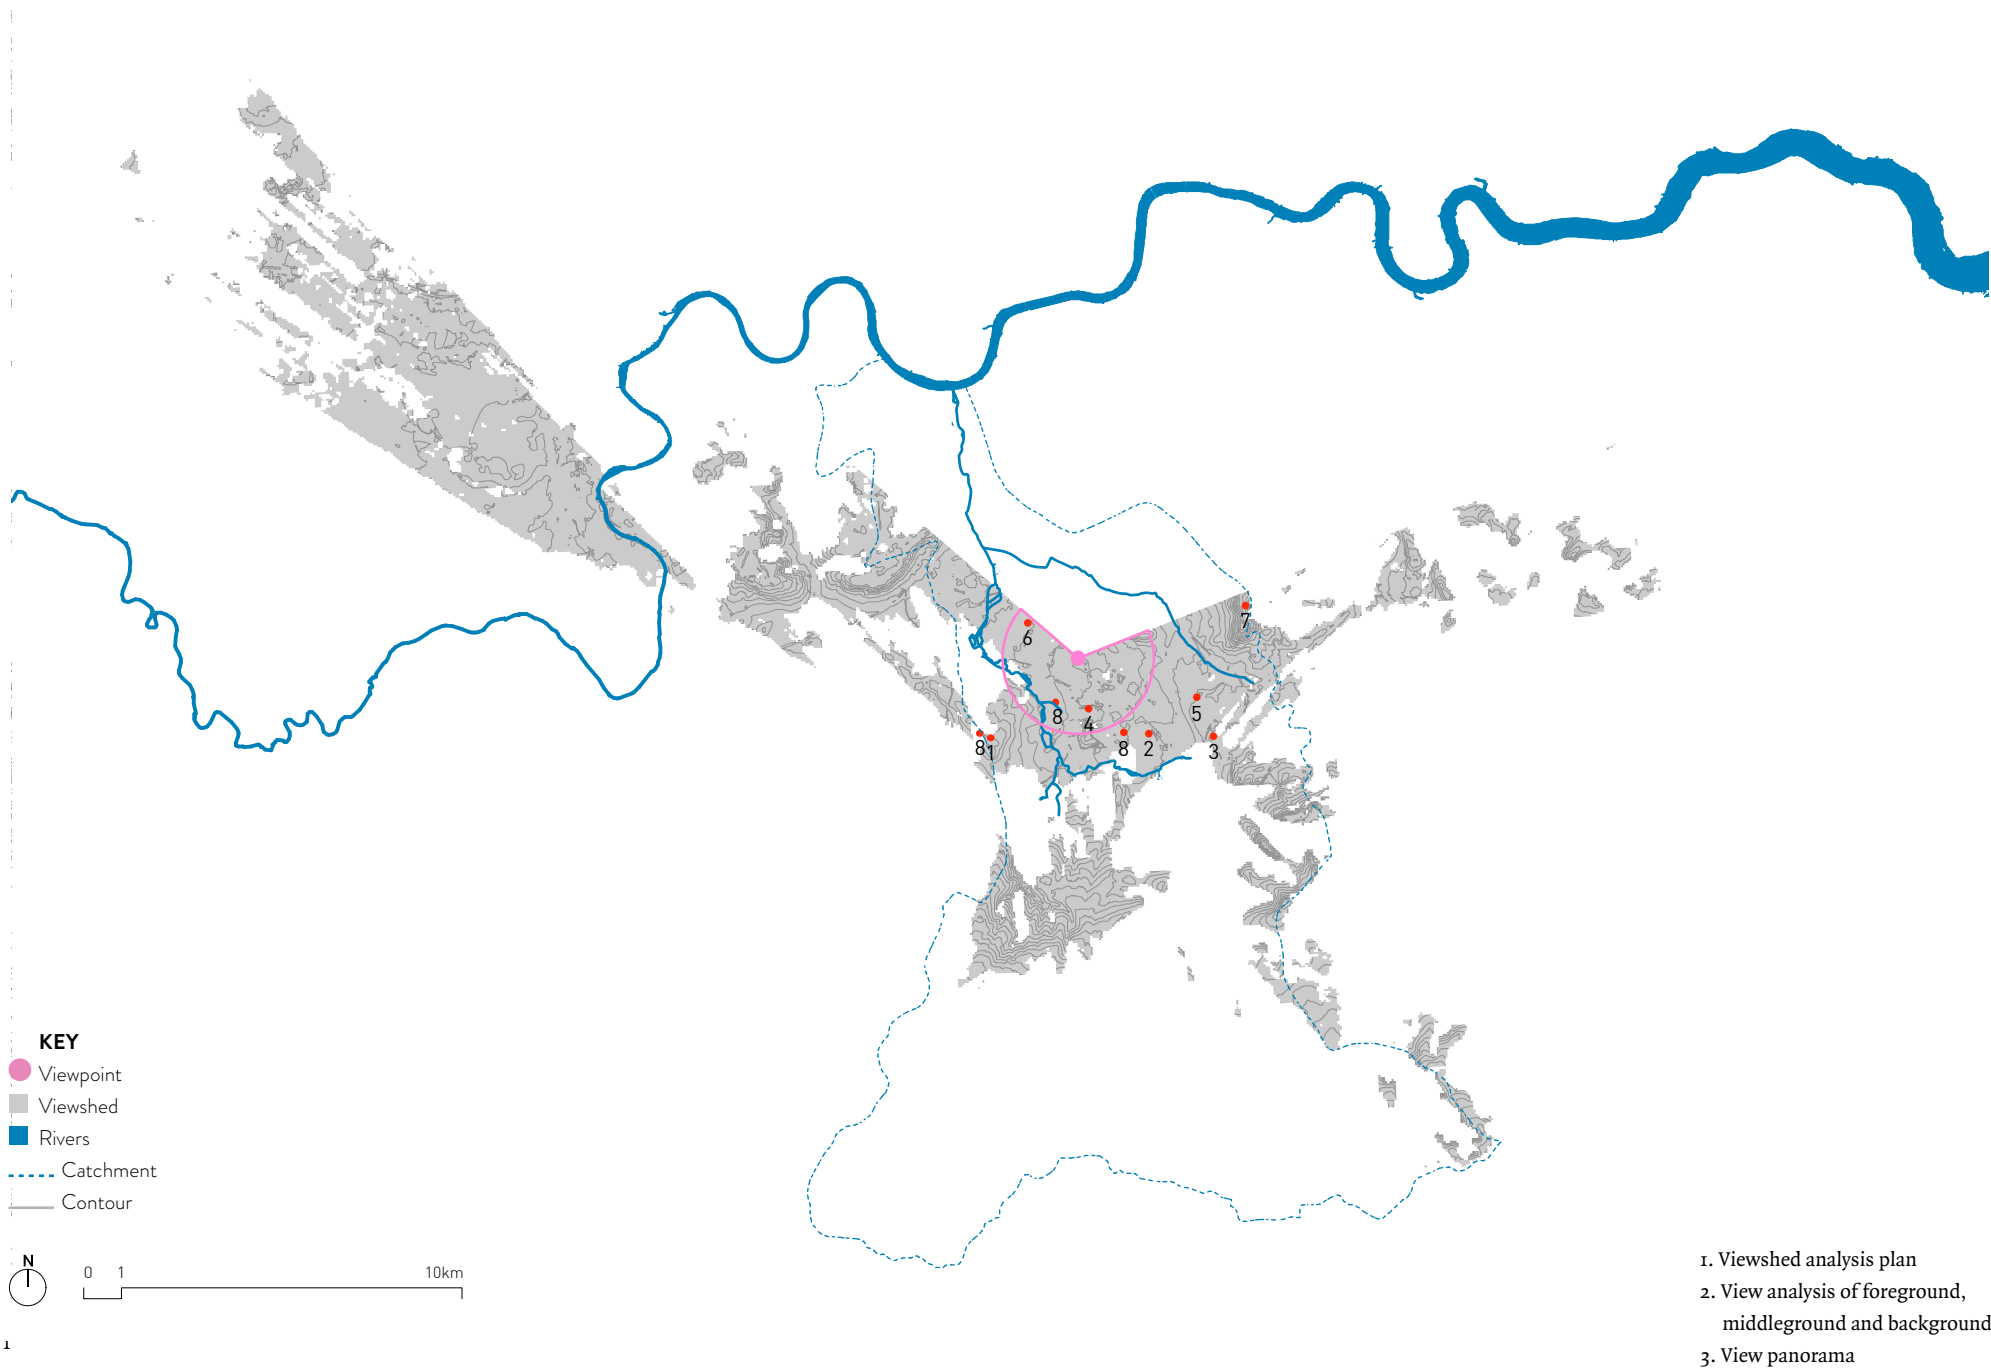 7
6
5
8
4
8
1
8
2
3
KEY
Viewpoint
Viewshed
Rivers
Catchment
Contour
N
0 1 10km
1
1. Viewshed analysis plan
2. View analysis of foreground,
middleground and background
3. View panorama